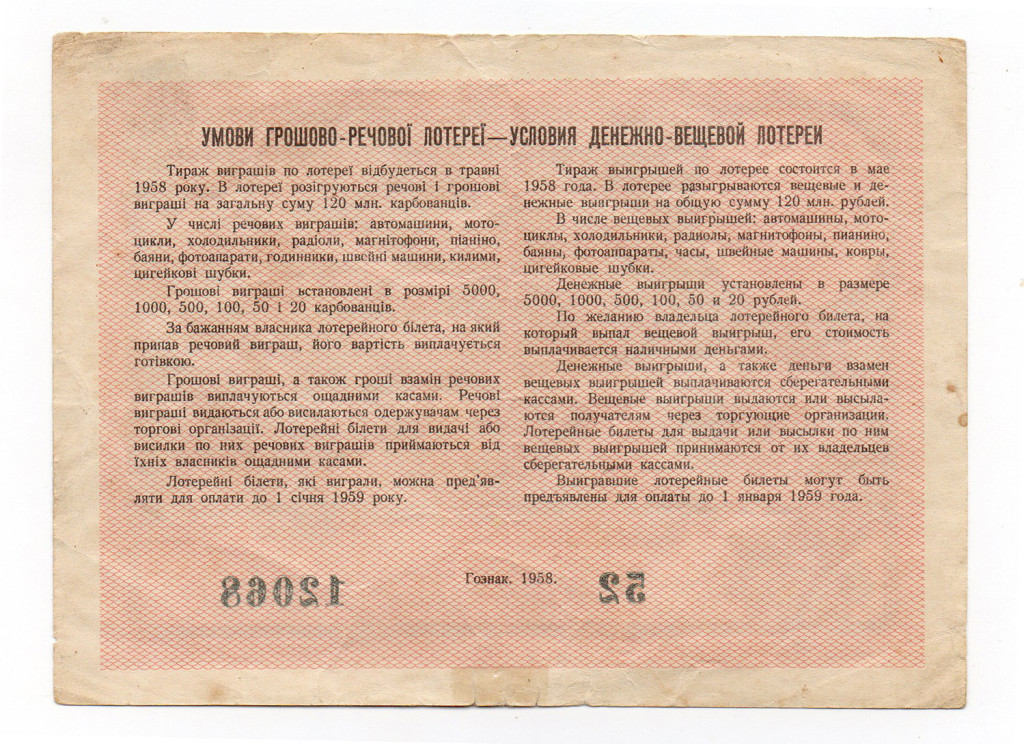 УМОВИ ГРОШОВО-РЕЧОВОЇ ЛОТЕРЕЇ—УСЛОВИЯ ДЕНЕЖНО-ВЕЩЕВОЙ ЛОТЕРЕИ
Тираж виграшів по лотереї відбудеться в травні
1958 року. В лотереї розігруються речові і грошові
виграші на загальну суму 120 млн. карбованців.
У числі речових виграшів: автомашини, мото-
цикли, холодильники, радіоли, магнітофони, піаніно,
баяни, фотоапарати, годинники, швейні машини, килими,
цигейкові шубки.
Грошові виграші встановлені в розмірі 5000,
1000, 500, 100, 50 і 20 карбованців.
За бажанням власника лотерейного білета, на який
припав речовий виграш, його вартість виплачується
готівкою.
Грошові виграші, а також гроші взамін речових
виграшів виплачуються ощадними касами. Речові
виграші видаються або висилаються одержувачам через
торгові організації. Лотерейні білети для видачі або
висилки по них речових виграшів приймаються від
їхніх власників ощадними касами.
Лотерейні білети, які виграли, можна пред'яв-
ляти для оплати до 1 січня 1959 року.
Тираж выигрышей по лотерее состоится в мае
1958 года. В лотерее разыгрываются вещевые и де-
нежные выигрыши на общую сумму 120 млн. рублей.
В числе вещевых выигрышей: автомашины, мото-
циклы, холодильники, радиолы, магнитофоны, пианино,
баяны, фотоаппараты, часы, швейные машины, ковры,
цигейковые шубки.
Денежные выигрыши установлены в размере
5000, 1000, 500, 100, 50 и 20 рублей.
По желанию владельца лотерейного билета, на
который выпал вещевой выигрыш, его стоимость
выплачивается наличными деньгами.
Денежные выигрыши, а также деньги взамен
вещевых выигрышей выплачиваются сберегательными
кассами. Вещевые выигрыши выдаются или высыла-
ются получателям через торгующие организации.
Лотерейные билеты для выдачи или высылки по ним
вещевых выигрышей принимаются от их владельцев
сберегательными кассами.
Выигравшие лотерейные билеты могут быть
предъявлены для оплаты до 1 января 1959 года.
12068
Гознак. 1958.
52